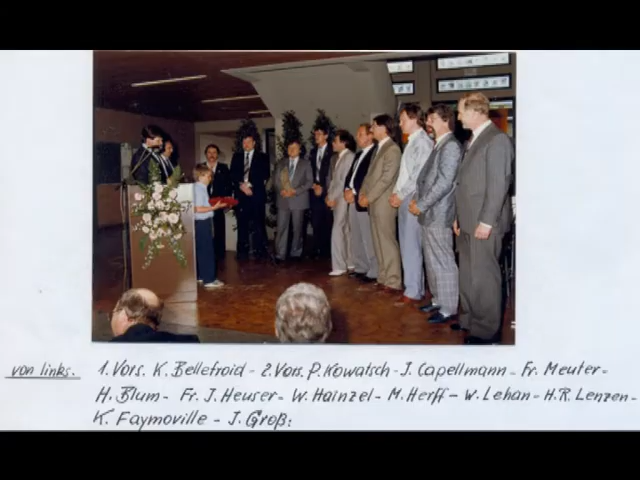 von links. 1. Vors. K. Bellefroid - 2. Vors. P. Kowatsch - J. Capellmann - Fr. Meuter -
H. Blum - Fr. J. Heuser - W. Hainzel - M. Herff - W. Lehan - H.R. Lenzen -
K. Faymoville - J. Groß: